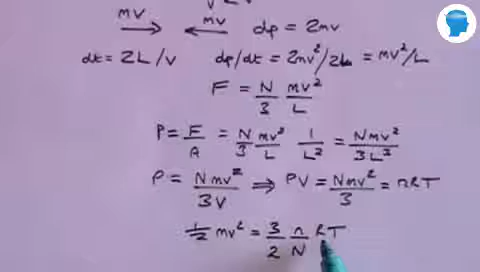 mv mv dp = 2mv
dt = 2L/v dp/dt = 2mv²/2L = mv²/L
F = N/3 mv²/L
P = F/A = N/3 mv²/L 1/L² = Nmv²/3L³
P = Nmv²/3V ⇒ PV = Nmv²/3 = nRT
1/2 mv² = 3/2 n/N RT